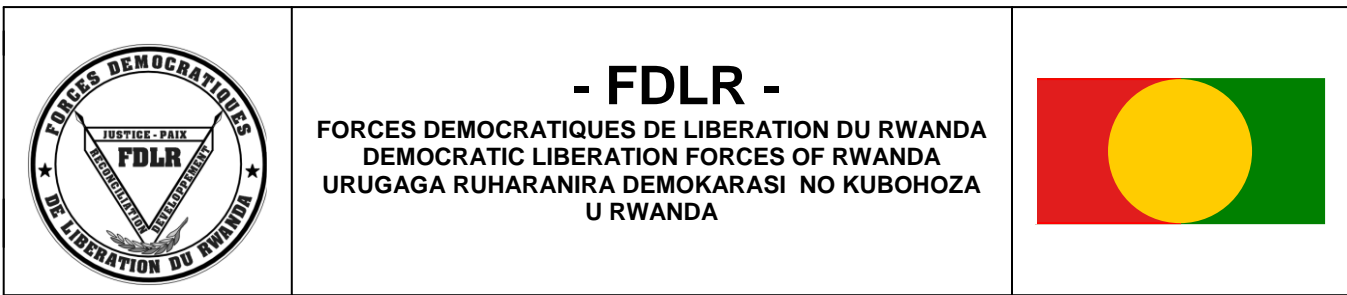 FORCES DEMOCRATIQUES
DE LIBERATION DU RWANDA
JUSTICE - PAIX
FDLR
RECONCILIATION
DEVELOPPEMENT
- FDLR -
FORCES DEMOCRATIQUES DE LIBERATION DU RWANDA
DEMOCRATIC LIBERATION FORCES OF RWANDA
URUGAGA RUHARANIRA DEMOKARASI NO KUBOHOZA
U RWANDA